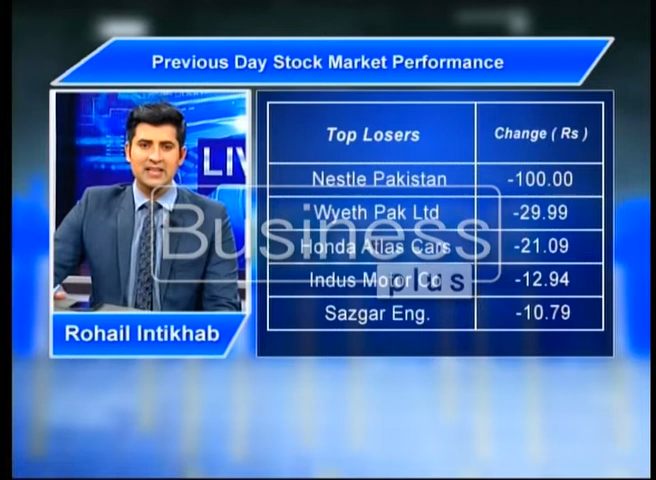 Previous Day Stock Market Performance
LIV
Top Losers Change ( Rs )
Nestle Pakistan -100.00
Wyeth Pak Ltd -29.99
Honda Atlas Cars -21.09
Indus Motor Co -12.94
Sazgar Eng. -10.79
Business
plus
Rohail Intikhab